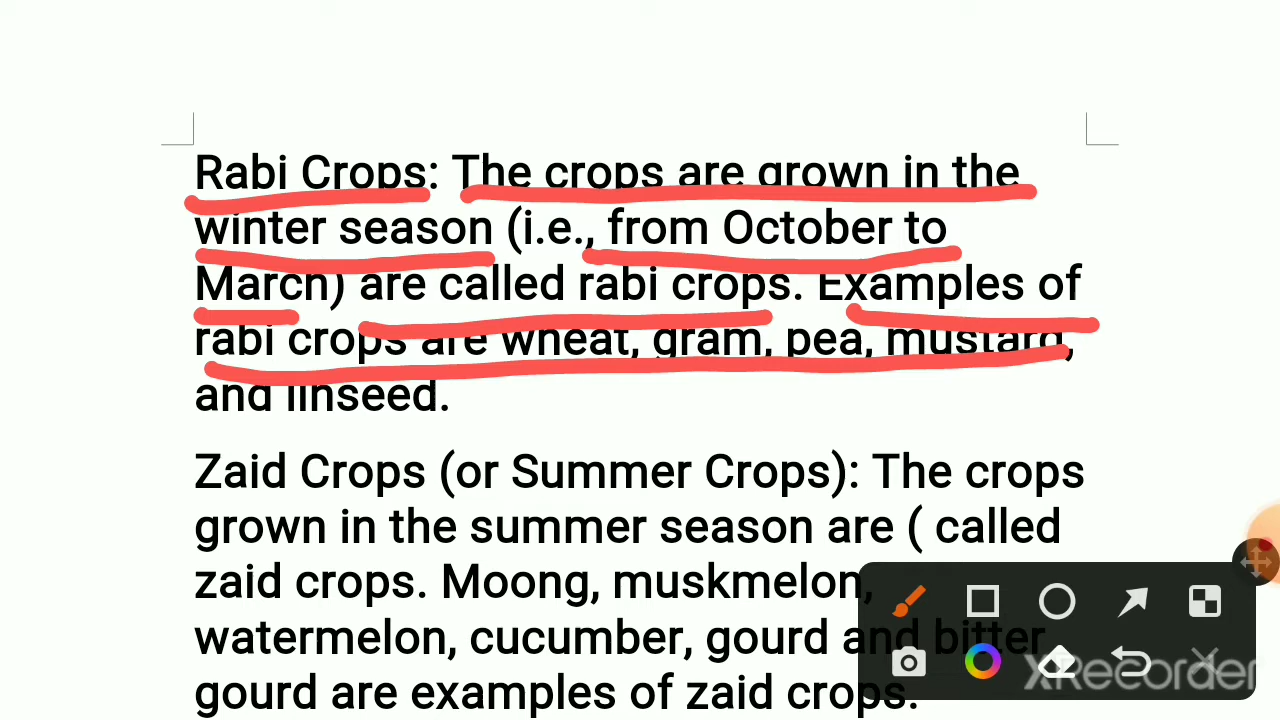 Rabi Crops: The crops are grown in the
winter season (i.e., from October to
March) are called rabi crops. Examples of
rabi crops are wheat, gram, pea, mustard,
and linseed.
Zaid Crops (or Summer Crops): The crops
grown in the summer season are ( called
zaid crops. Moong, muskmelon,
watermelon, cucumber, gourd and bitter
gourd are examples of zaid crops.
XRecorder